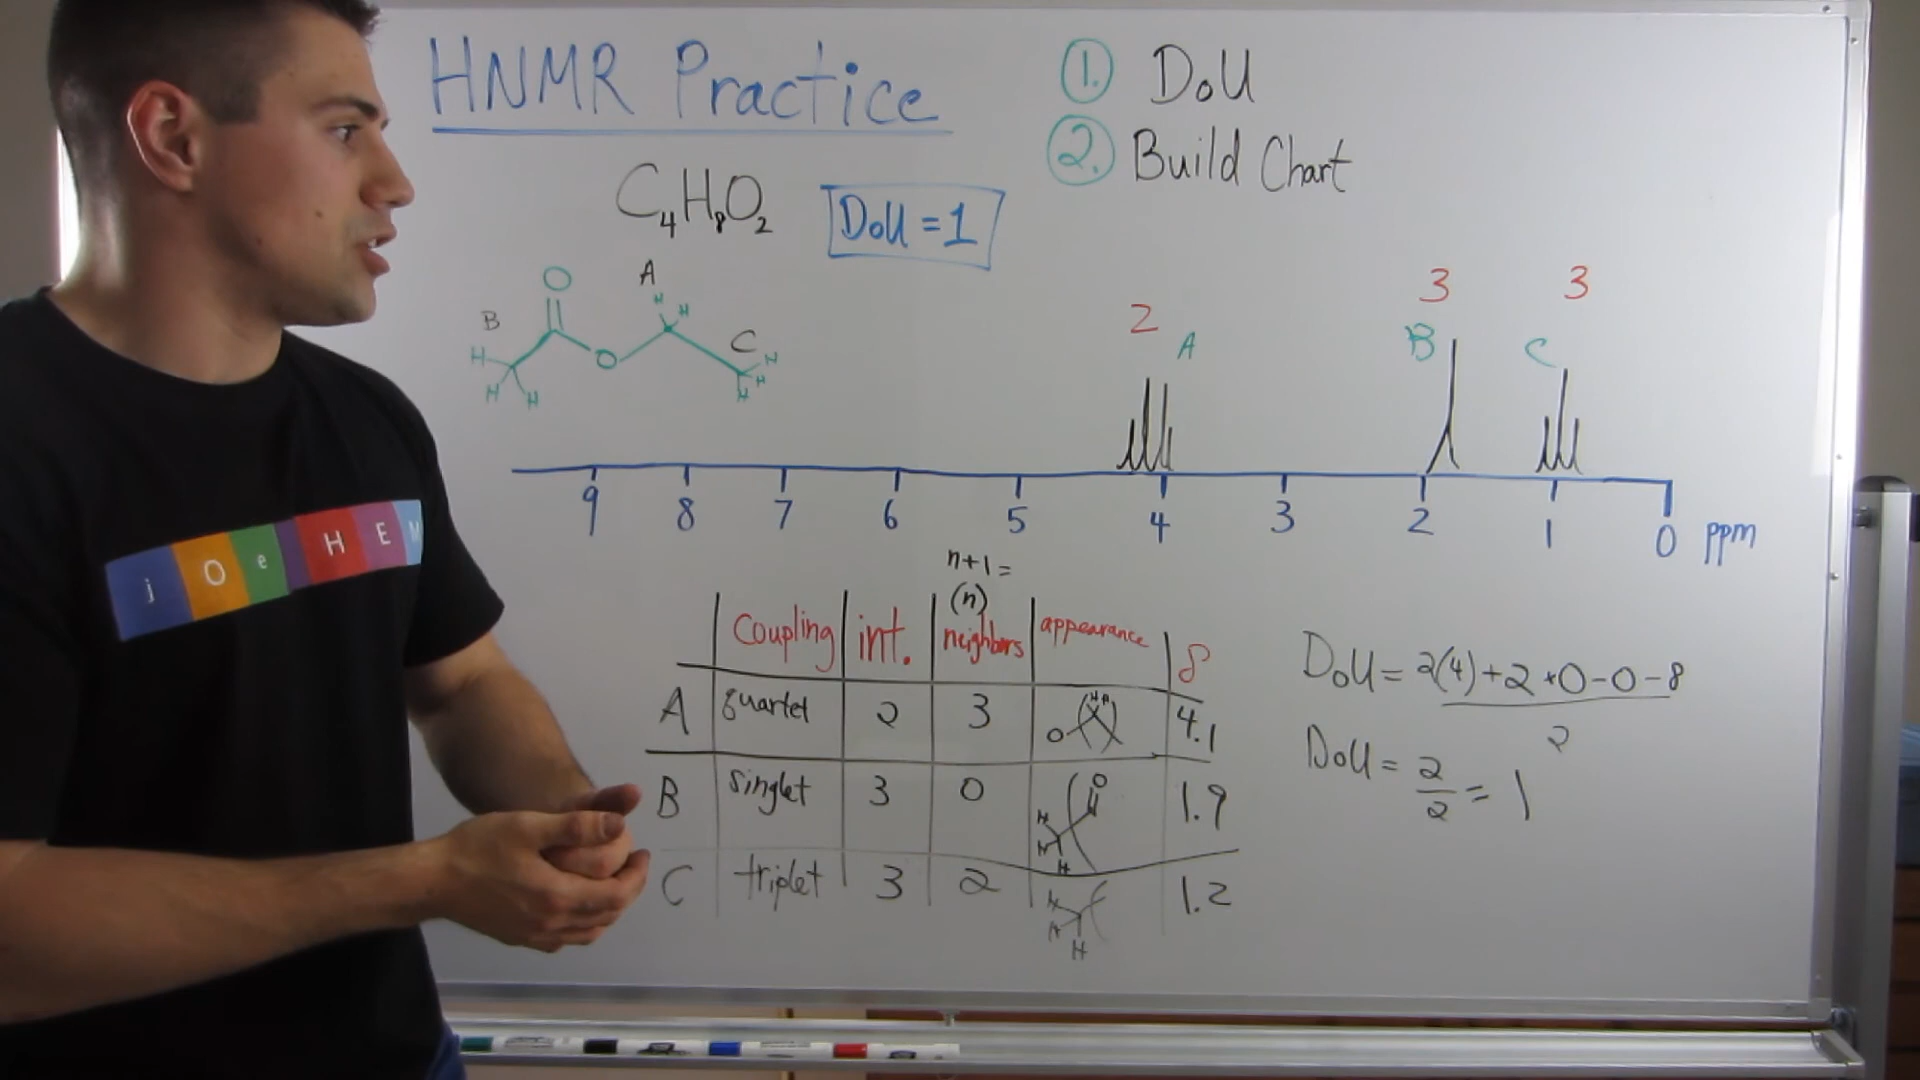 HNMR Practice
1. DoU
2. Build Chart
C₄H₈O₂
DoU = 1
O
A
H H
B
H
H H
O
C
H
H
H
2
A
3
B
3
C
9 8 7 6 5 4 3 2 1 0 ppm
jOeHEM
n+1 =
Coupling int. (n) neighbors appearance δ
A quartet 2 3 O H H 4.1
B singlet 3 0 O H H H 1.9
C triplet 3 2 H H H 1.2
DoU = 2(4)+2+0-0-8
2
DoU = 2/2 = 1